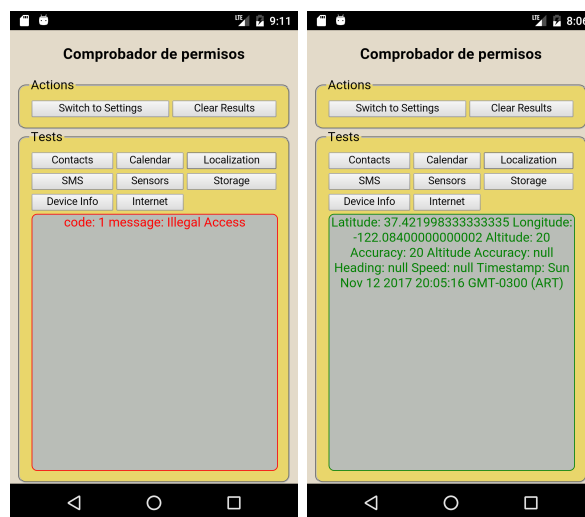 LTE 9:11
Comprobador de permisos
Actions
Switch to Settings Clear Results
Tests
Contacts Calendar Localization
SMS Sensors Storage
Device Info Internet
code: 1 message: Illegal Access
LTE 8:06
Comprobador de permisos
Actions
Switch to Settings Clear Results
Tests
Contacts Calendar Localization
SMS Sensors Storage
Device Info Internet
Latitude: 37.421998333333335 Longitude:
-122.08400000000002 Altitude: 20
Accuracy: 20 Altitude Accuracy: null
Heading: null Speed: null Timestamp: Sun
Nov 12 2017 20:05:16 GMT-0300 (ART)